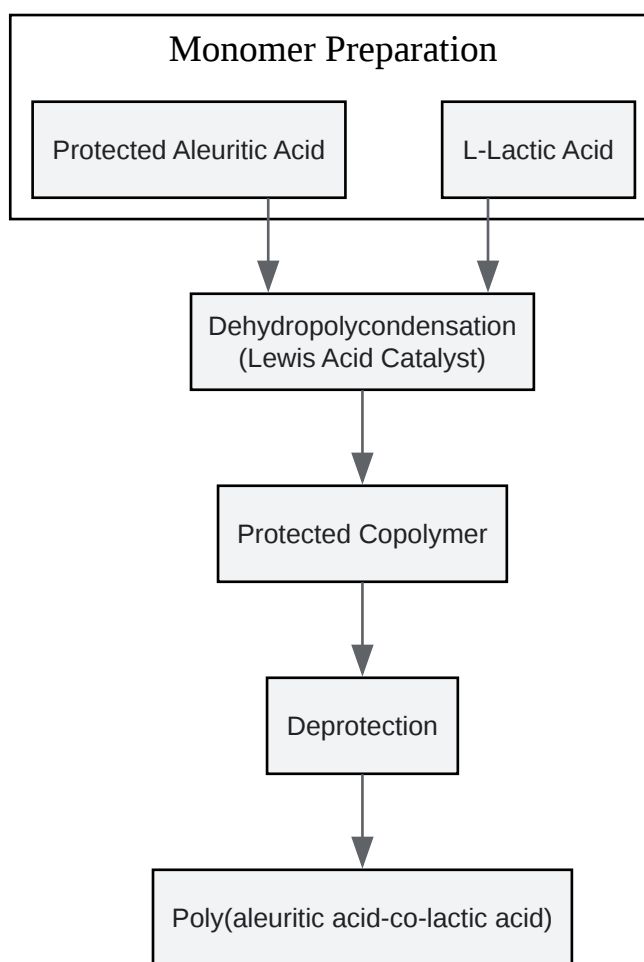 Monomer Preparation
Protected Aleuritic Acid
L-Lactic Acid
Dehydropolycondensation
(Lewis Acid Catalyst)
Protected Copolymer
Deprotection
Poly(aleuritic acid-co-lactic acid)